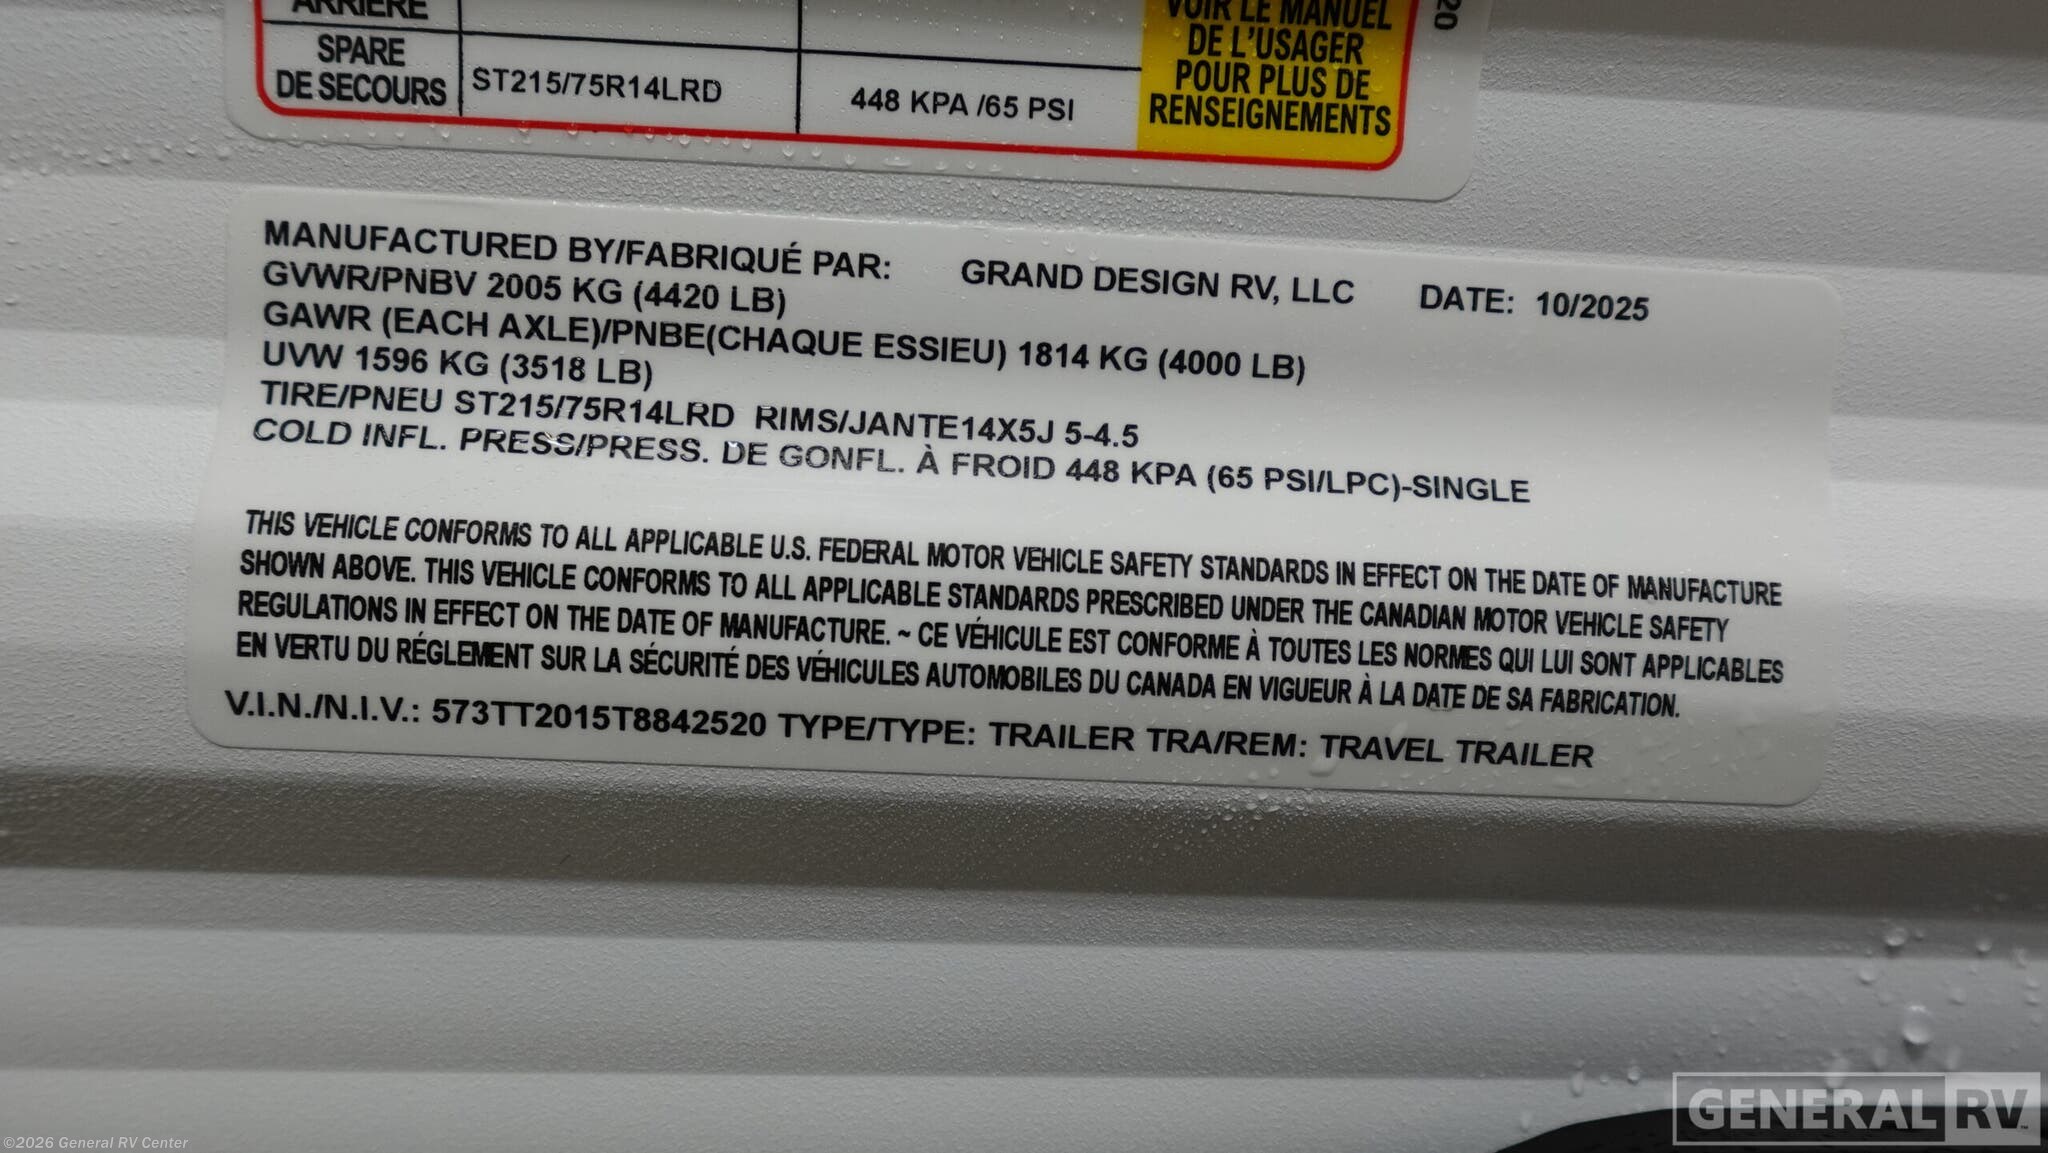 ARRIÈRE
SPARE
DE SECOURS
ST215/75R14LRD
448 KPA /65 PSI
VOIR LE MANUEL
DE L'USAGER
POUR PLUS DE
RENSEIGNEMENTS
20
MANUFACTURED BY/FABRIQUÉ PAR: GRAND DESIGN RV, LLC DATE: 10/2025
GVWR/PNBV 2005 KG (4420 LB)
GAWR (EACH AXLE)/PNBE(CHAQUE ESSIEU) 1814 KG (4000 LB)
UVW 1596 KG (3518 LB)
TIRE/PNEU ST215/75R14LRD RIMS/JANTE14X5J 5-4.5
COLD INFL. PRESS/PRESS. DE GONFL. À FROID 448 KPA (65 PSI/LPC)-SINGLE
THIS VEHICLE CONFORMS TO ALL APPLICABLE U.S. FEDERAL MOTOR VEHICLE SAFETY STANDARDS IN EFFECT ON THE DATE OF MANUFACTURE
SHOWN ABOVE. THIS VEHICLE CONFORMS TO ALL APPLICABLE STANDARDS PRESCRIBED UNDER THE CANADIAN MOTOR VEHICLE SAFETY
REGULATIONS IN EFFECT ON THE DATE OF MANUFACTURE. ~ CE VÉHICULE EST CONFORME À TOUTES LES NORMES QUI LUI SONT APPLICABLES
EN VERTU DU RÉGLEMENT SUR LA SÉCURITÉ DES VÉHICULES AUTOMOBILES DU CANADA EN VIGUEUR À LA DATE DE SA FABRICATION.
V.I.N./N.I.V.: 573TT2015T8842520 TYPE/TYPE: TRAILER TRA/REM: TRAVEL TRAILER
GENERAL RV
©2026 General RV Center